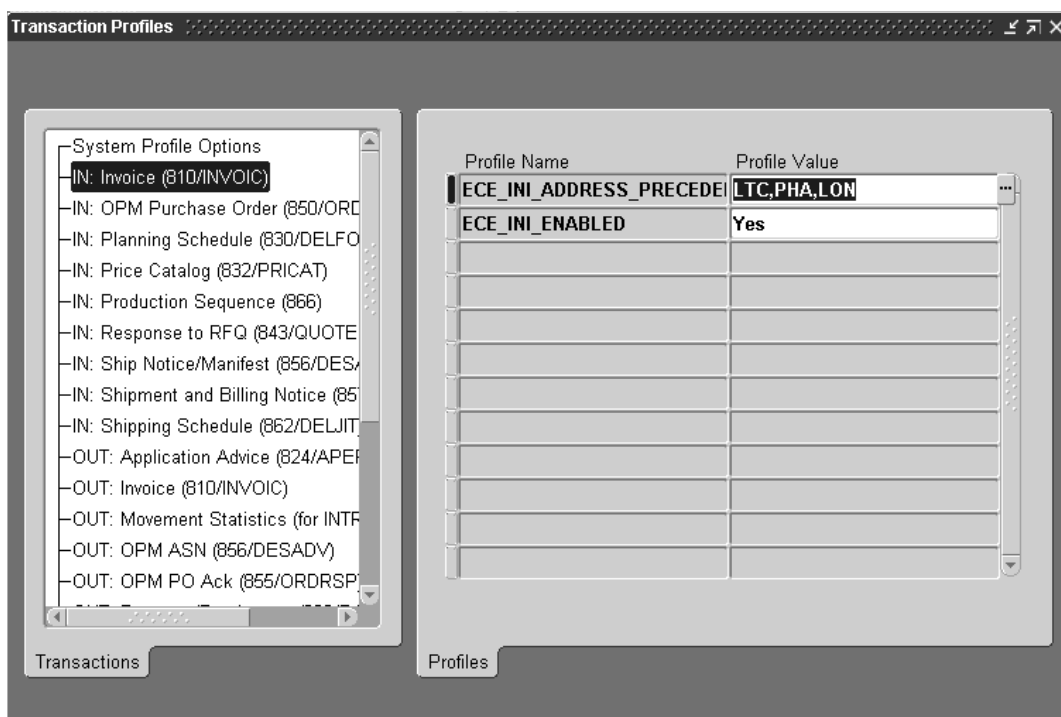 Transaction Profiles
System Profile Options
IN: Invoice (810/INVOIC)
IN: OPM Purchase Order (850/ORD
IN: Planning Schedule (830/DELFO
IN: Price Catalog (832/PRICAT)
IN: Production Sequence (866)
IN: Response to RFQ (843/QUOTE
IN: Ship Notice/Manifest (856/DESA
IN: Shipment and Billing Notice (85
IN: Shipping Schedule (862/DELJIT
OUT: Application Advice (824/APE
OUT: Invoice (810/INVOIC)
OUT: Movement Statistics (for INTR
OUT: OPM ASN (856/DESADV)
OUT: OPM PO Ack (855/ORDRSP
Transactions
Profile Name Profile Value
ECE_INI_ADDRESS_PRECEDE LTC,PHA,LON
ECE_INI_ENABLED Yes
Profiles